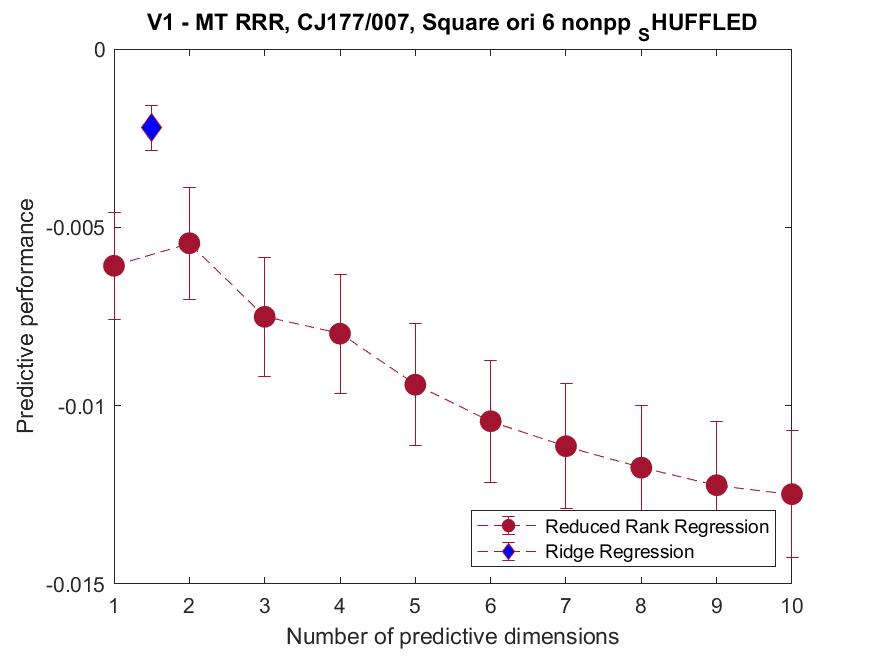 V1 - MT RRR, CJ177/007, Square ori 6 nonpp SHUFFLED
0
-0.005
-0.01
-0.015
Predictive performance
1 2 3 4 5 6 7 8 9 10
Number of predictive dimensions
Reduced Rank Regression
Ridge Regression